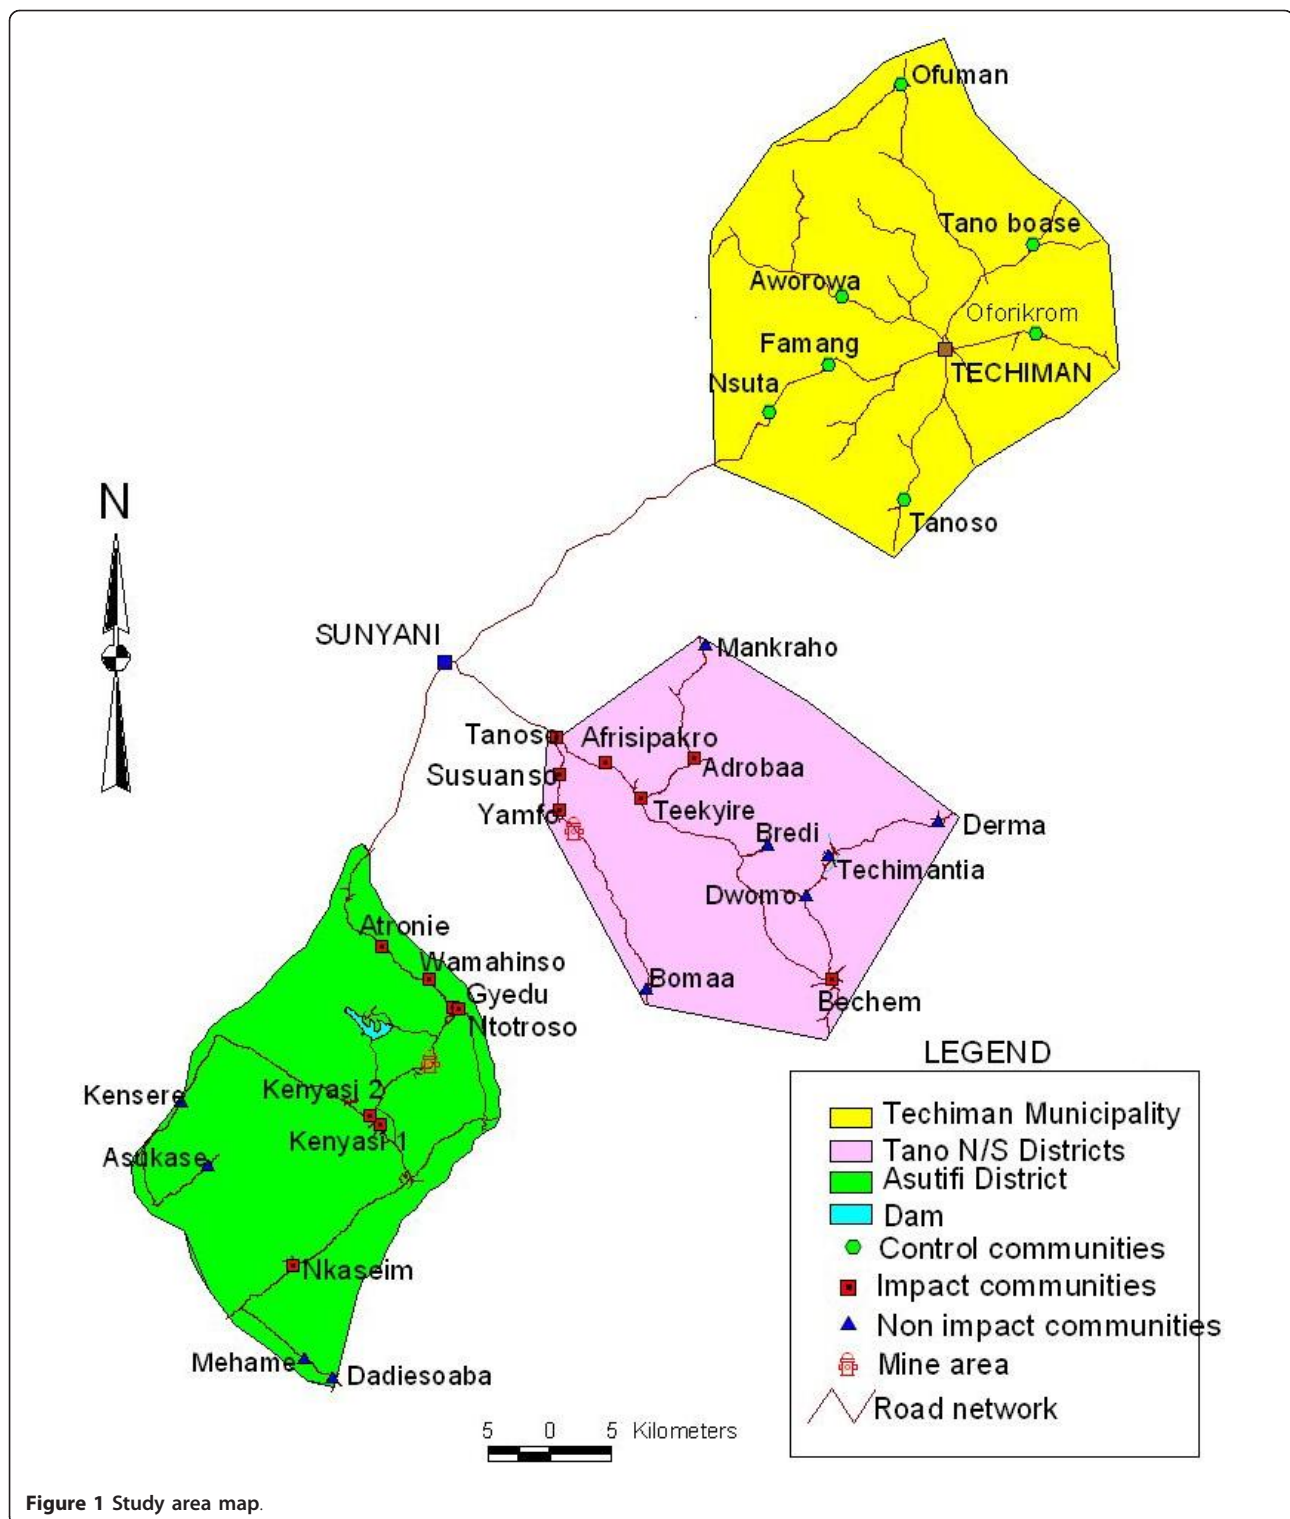 Ofuman
Tano boase
Aworowa
Oforikrom
Famang
TECHIMAN
Nsuta
N
Tanoso
SUNYANI
Mankraho
Tanoso
Afrisipakro
Adrobaa
Susuanso
Yamfo
Teekyire
Bredi
Derma
Techimantia
Dwomo
Atronie
Wamahinso
Bomaa
Gyedu
Bechem
Ntotroso
LEGEND
Kenyasi 2
Kensere
Kenyasi 1
Asukase
Techiman Municipality
Tano N/S Districts
Asutifi District
Dam
Control communities
Nkaseim
Impact communities
Non impact communities
Mehame
Mine area
Dadiesoaba
Road network
5 0 5 Kilometers
Figure 1 Study area map.